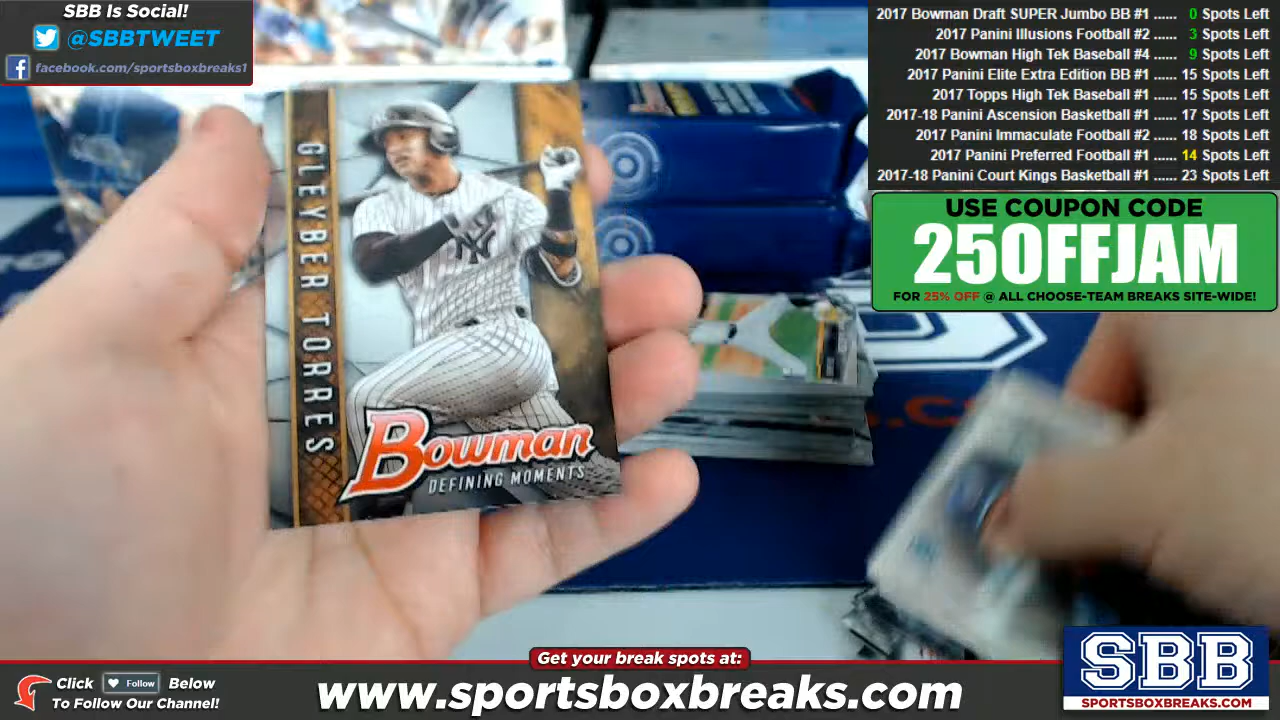 SBB Is Social!
@SBBTWEET
facebook.com/sportsboxbreaks1
2017 Bowman Draft SUPER Jumbo BB #1 ...... 0 Spots Left
2017 Panini Illusions Football #2 ...... 3 Spots Left
2017 Bowman High Tek Baseball #4 ...... 9 Spots Left
2017 Panini Elite Extra Edition BB #1 ...... 15 Spots Left
2017 Topps High Tek Baseball #1 ...... 15 Spots Left
2017-18 Panini Ascension Basketball #1 ...... 17 Spots Left
2017 Panini Immaculate Football #2 ...... 18 Spots Left
2017 Panini Preferred Football #1 ...... 14 Spots Left
2017-18 Panini Court Kings Basketball #1 ...... 23 Spots Left
USE COUPON CODE
25OFFJAM
FOR 25% OFF @ ALL CHOOSE-TEAM BREAKS SITE-WIDE!
GLEYBER TORRES
NY
Bowman
DEFINING MOMENTS
Get your break spots at:
Click Follow Below
To Follow Our Channel!
www.sportsboxbreaks.com
SBB
SPORTSBOXBREAKS.COM